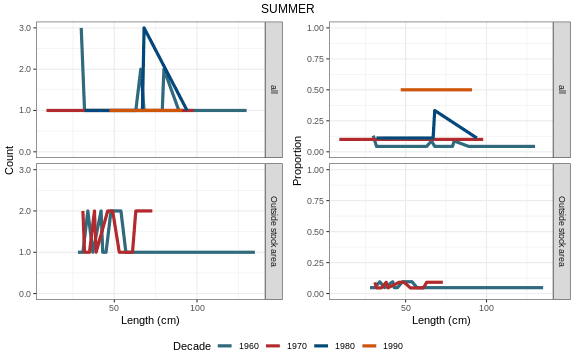 SUMMER
Count
3.0
2.0
1.0
0.0
all
3.0
2.0
1.0
0.0
Outside stock area
50
100
Length (cm)
Proportion
1.00
0.75
0.50
0.25
0.00
all
1.00
0.75
0.50
0.25
0.00
Outside stock area
50
100
Length (cm)
Decade 1960 1970 1980 1990